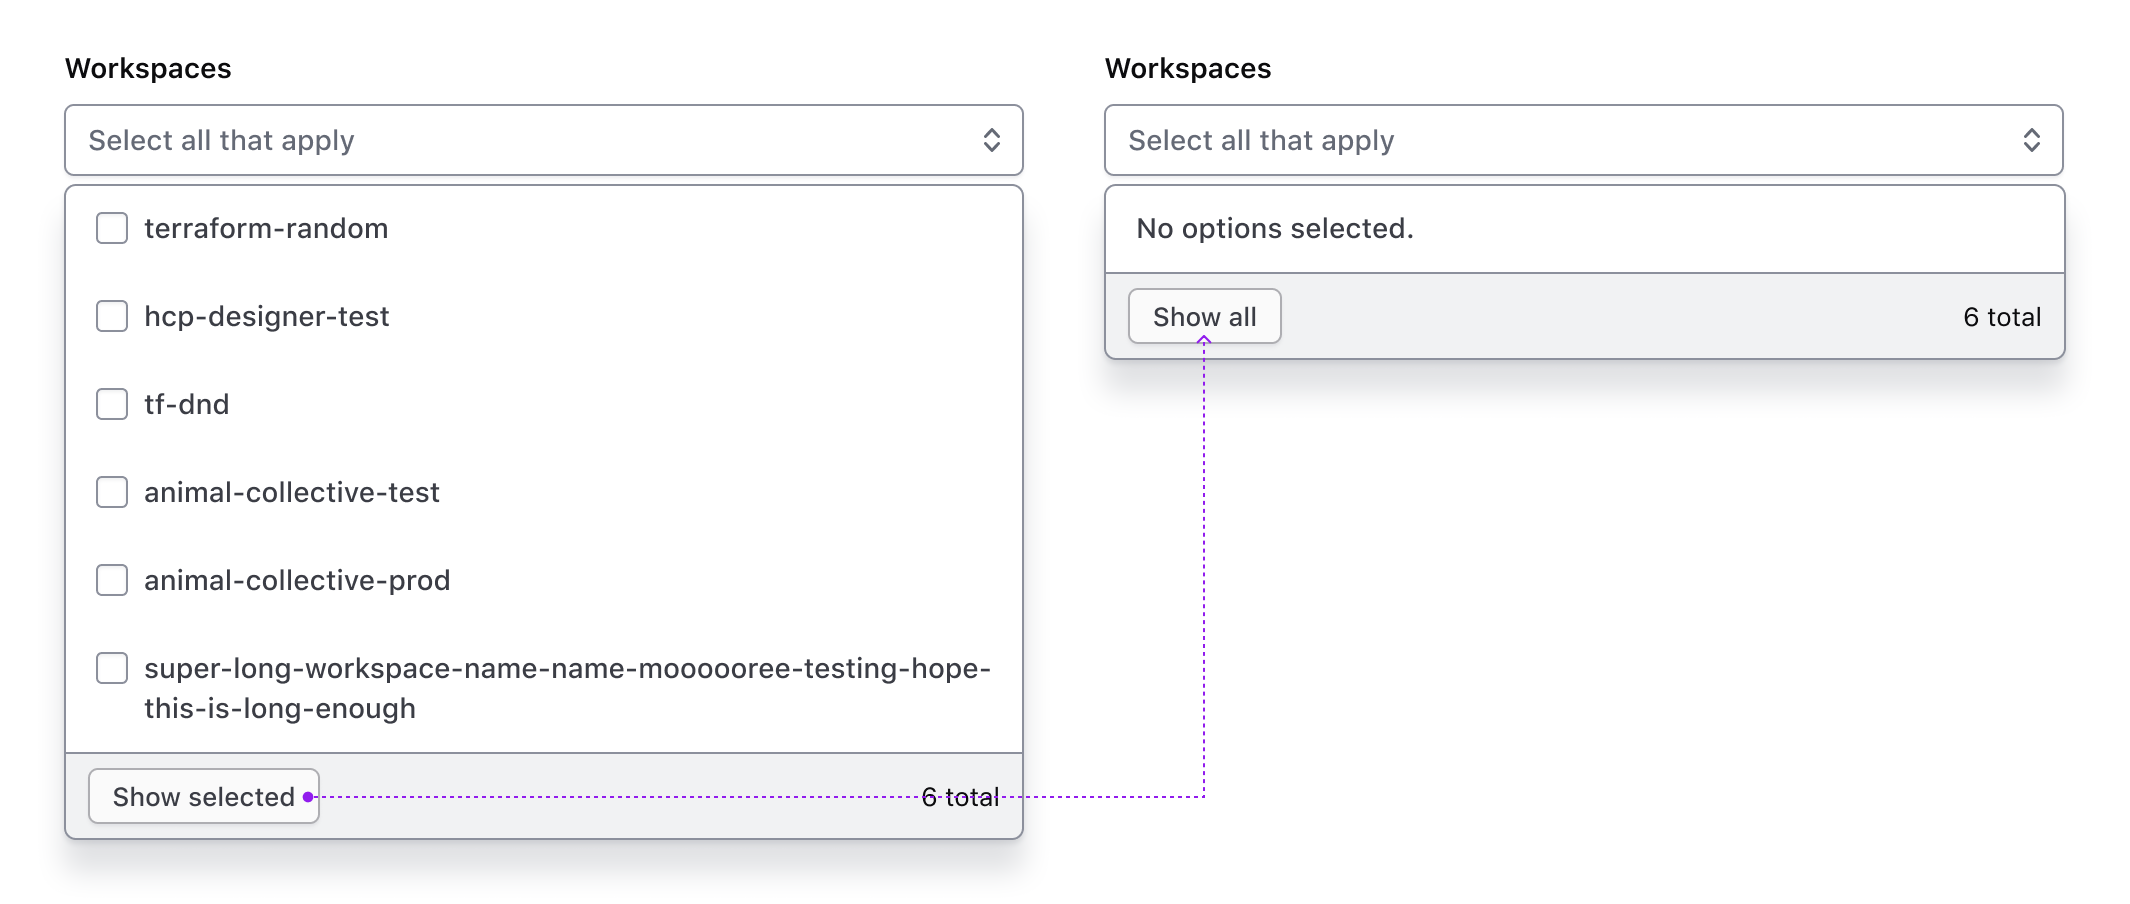 Workspaces
Select all that apply
terraform-random
hcp-designer-test
tf-dnd
animal-collective-test
animal-collective-prod
super-long-workspace-name-name-moooooree-testing-hope-
this-is-long-enough
Show selected
6 total
Workspaces
Select all that apply
No options selected.
Show all
6 total